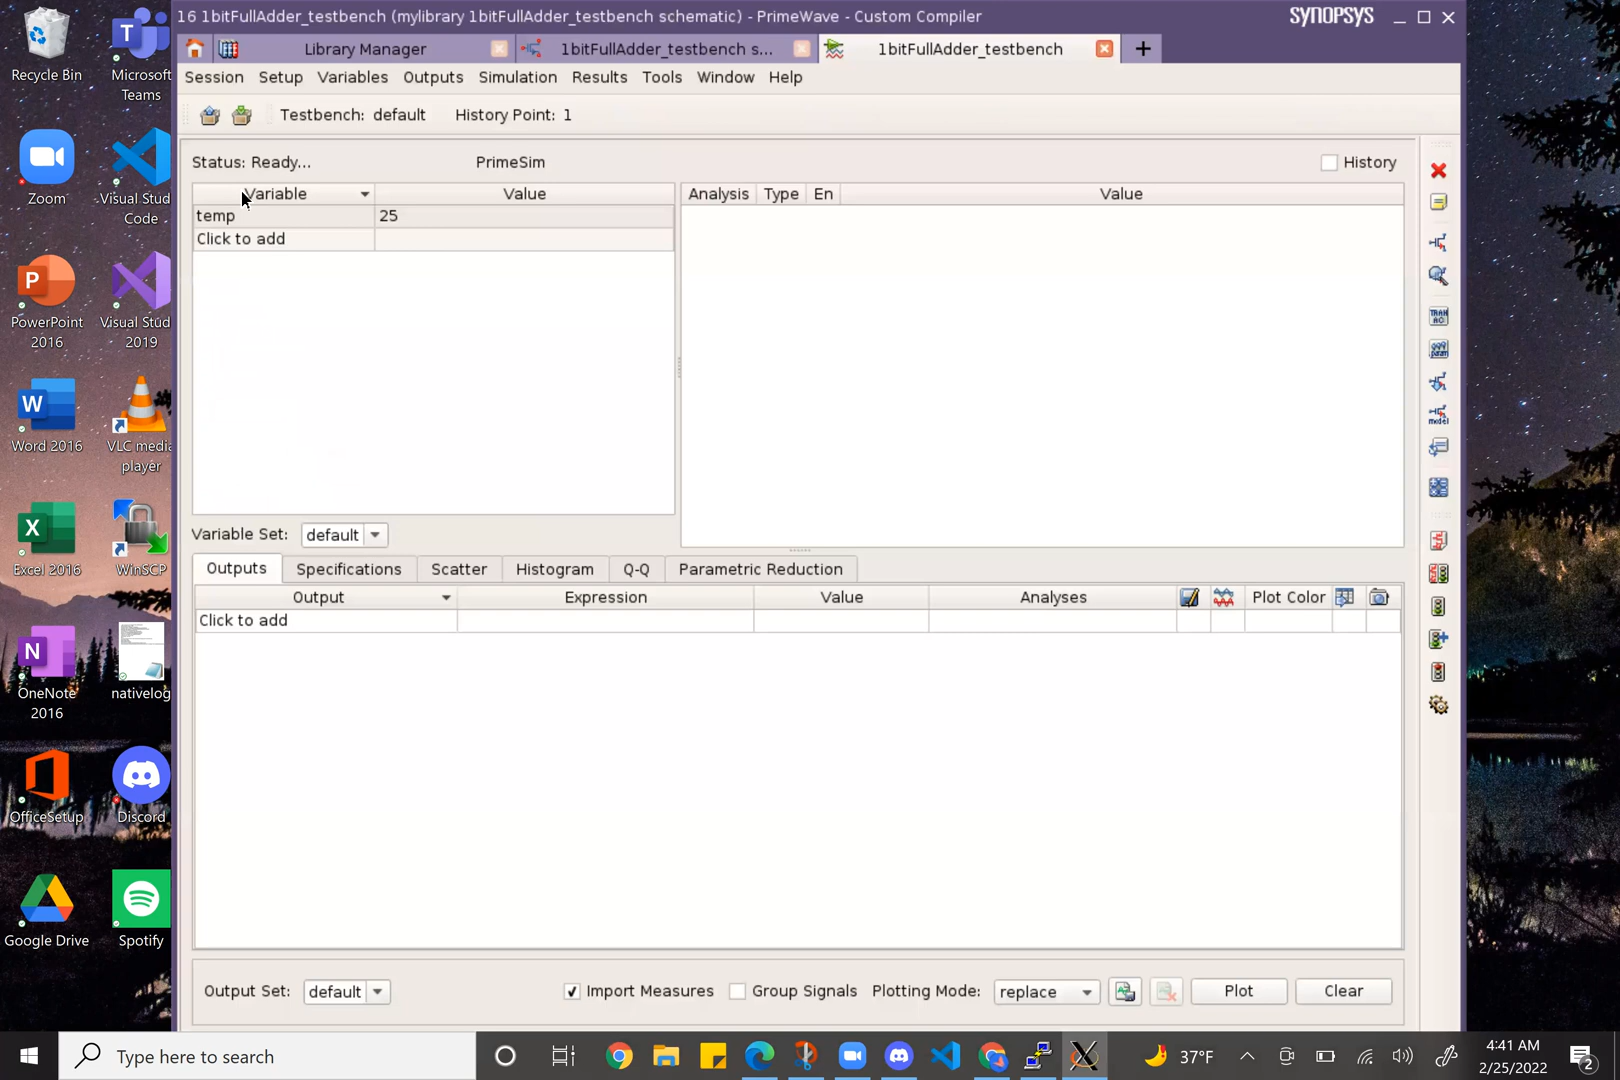 16 1bitFullAdder_testbench (mylibrary 1bitFullAdder_testbench schematic) - PrimeWave - Custom Compiler
SYNOPSYS
Library Manager
1bitFullAdder_testbench s...
1bitFullAdder_testbench
Session Setup Variables Outputs Simulation Results Tools Window Help
Testbench: default History Point: 1
Status: Ready... PrimeSim History
Variable Value Analysis Type En Value
temp 25
Click to add
Variable Set: default
Outputs Specifications Scatter Histogram Q-Q Parametric Reduction
Output Expression Value Analyses Plot Color
Click to add
Output Set: default Import Measures Group Signals Plotting Mode: replace Plot Clear
Recycle Bin
Microsoft
Teams
Zoom
Visual Stud
Code
PowerPoint
2016
Visual Stud
2019
Word 2016
VLC media
player
Excel 2016
WinSCP
OneNote
2016
nativelog
OfficeSetup
Discord
Google Drive
Spotify
TRAN
AC
model
Type here to search
37°F
4:41 AM
2/25/2022
2